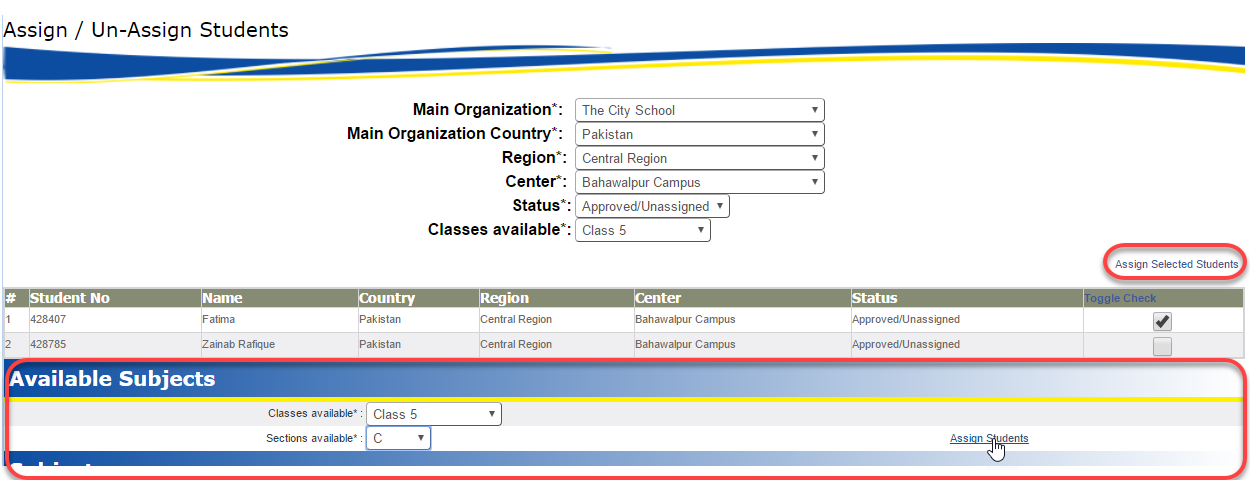 Assign / Un-Assign Students
Main Organization*: The City School
Main Organization Country*: Pakistan
Region*: Central Region
Center*: Bahawalpur Campus
Status*: Approved/Unassigned
Classes available*: Class 5
Assign Selected Students
# Student No Name Country Region Center Status Toggle Check
1 428407 Fatima Pakistan Central Region Bahawalpur Campus Approved/Unassigned
2 428785 Zainab Rafique Pakistan Central Region Bahawalpur Campus Approved/Unassigned
Available Subjects
Classes available* : Class 5
Sections available* : C Assign Students